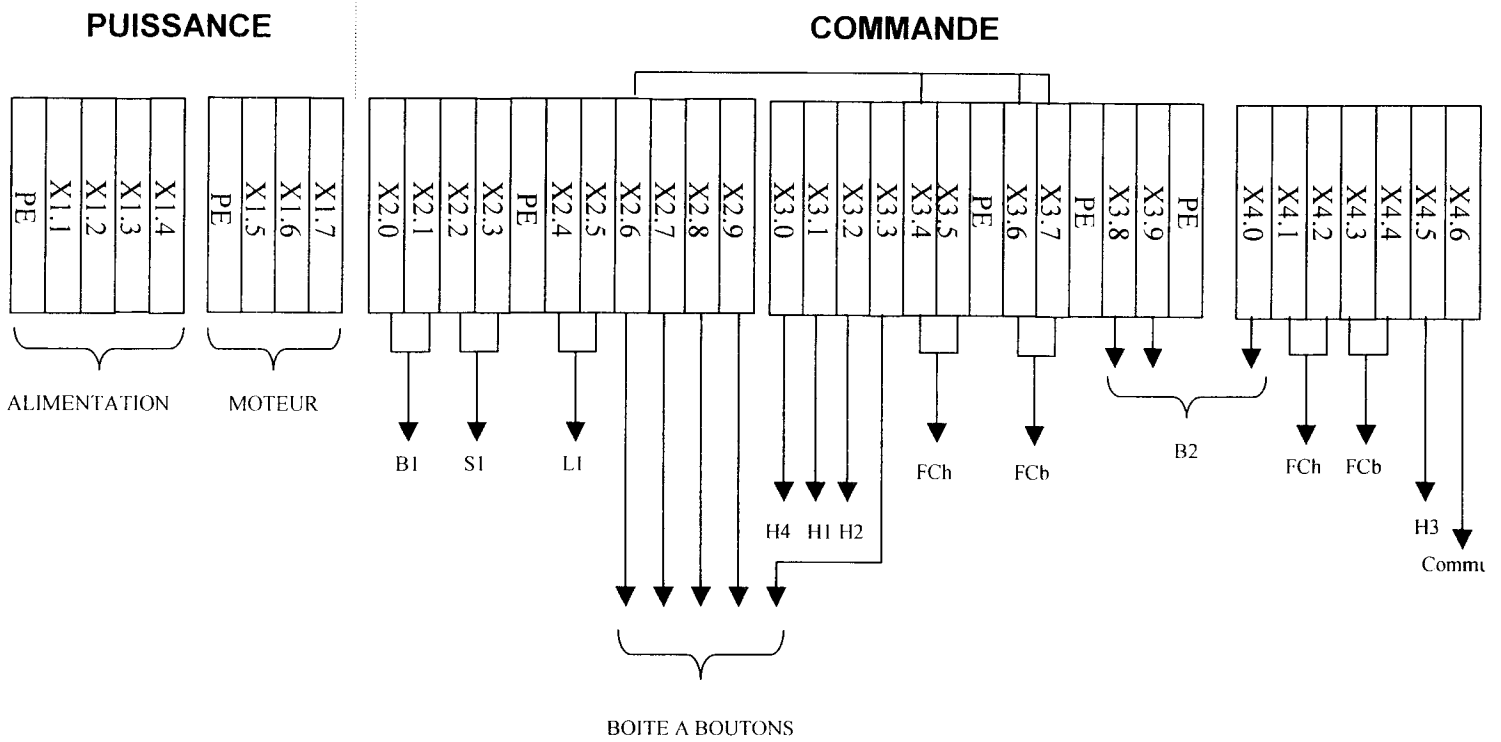 PUISSANCE
COMMANDE
PE X1.1 X1.2 X1.3 X1.4
PE X1.5 X1.6 X1.7
X2.0 X2.1 X2.2 X2.3 PE X2.4 X2.5 X2.6 X2.7 X2.8 X2.9
X3.0 X3.1 X3.2 X3.3 X3.4 X3.5 PE X3.6 X3.7 PE X3.8 X3.9 PE
X4.0 X4.1 X4.2 X4.3 X4.4 X4.5 X4.6
ALIMENTATION
MOTEUR
B1 S1 L1
FCh FCb
B2
FCh FCb
H4 H1 H2
H3
Commu
BOITE A BOUTONS